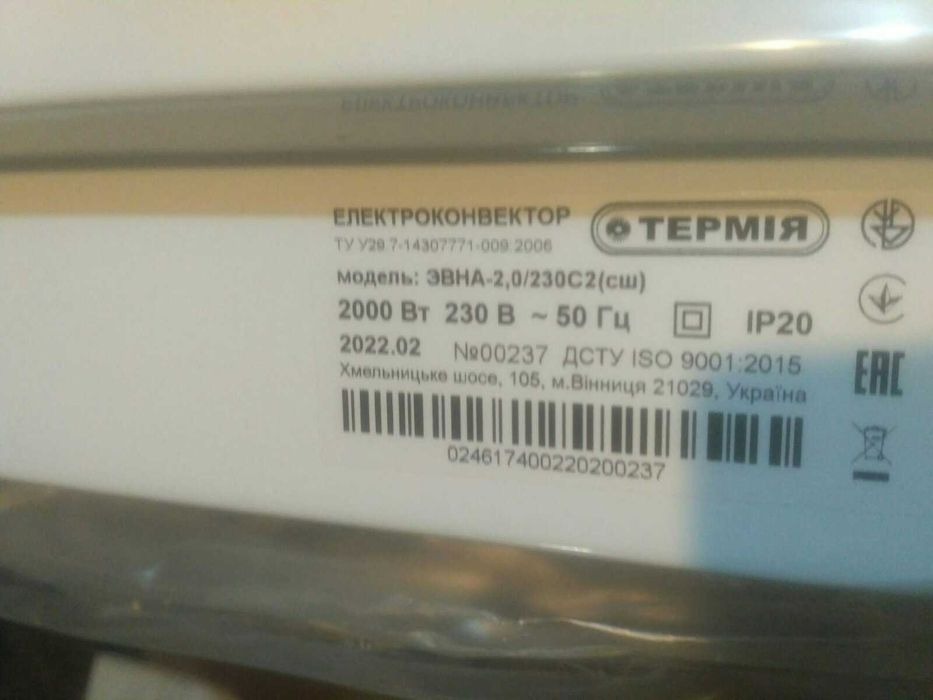 ЕЛЕКТРОКОНВЕКТОР
ТЕРМІЯ
ТУ У29.7-14307771-009:2006
модель: ЭВНА-2,0/230С2(сш)
2000 Вт 230 В ~ 50 Гц IP20
2022.02 №00237 ДСТУ ISO 9001:2015
Хмельницьке шосе, 105, м.Вінниця 21029, Україна
024617400220200237
EAC